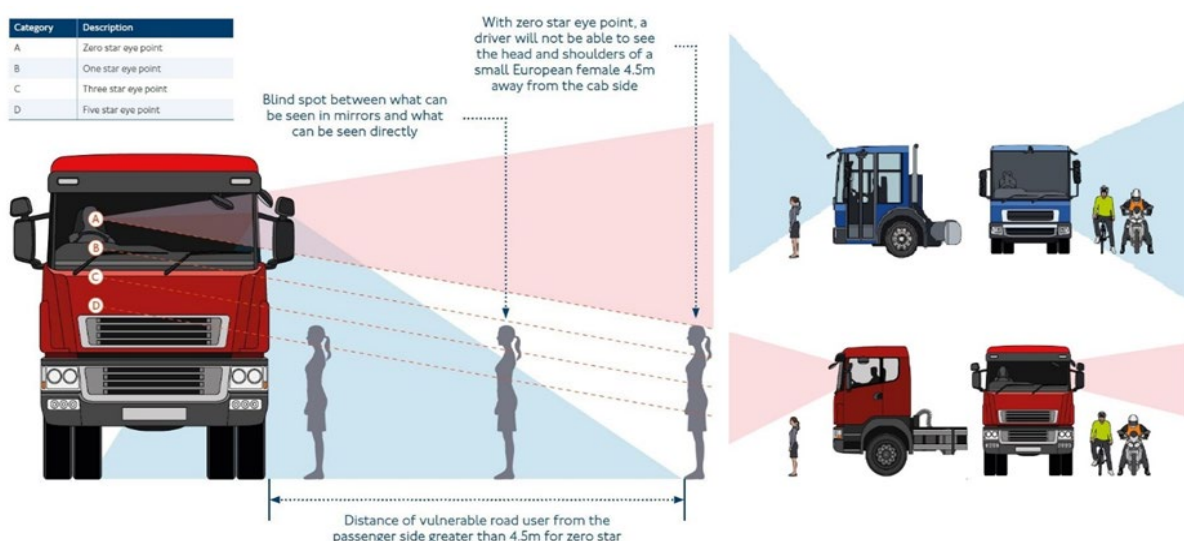 Category Description
A Zero star eye point
B One star eye point
C Three star eye point
D Five star eye point
With zero star eye point, a
driver will not be able to see
the head and shoulders of a
small European female 4.5m
away from the cab side
Blind spot between what can
be seen in mirrors and what
can be seen directly
A
B
C
D
Distance of vulnerable road user from the
passenger side greater than 4.5m for zero star